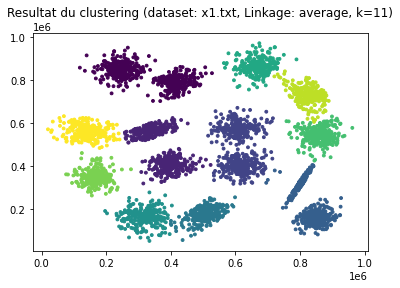 Resultat du clustering (dataset: x1.txt, Linkage: average, k=11)
1e6
1.0
0.8
0.6
0.4
0.2
0.0 0.2 0.4 0.6 0.8 1.0
1e6